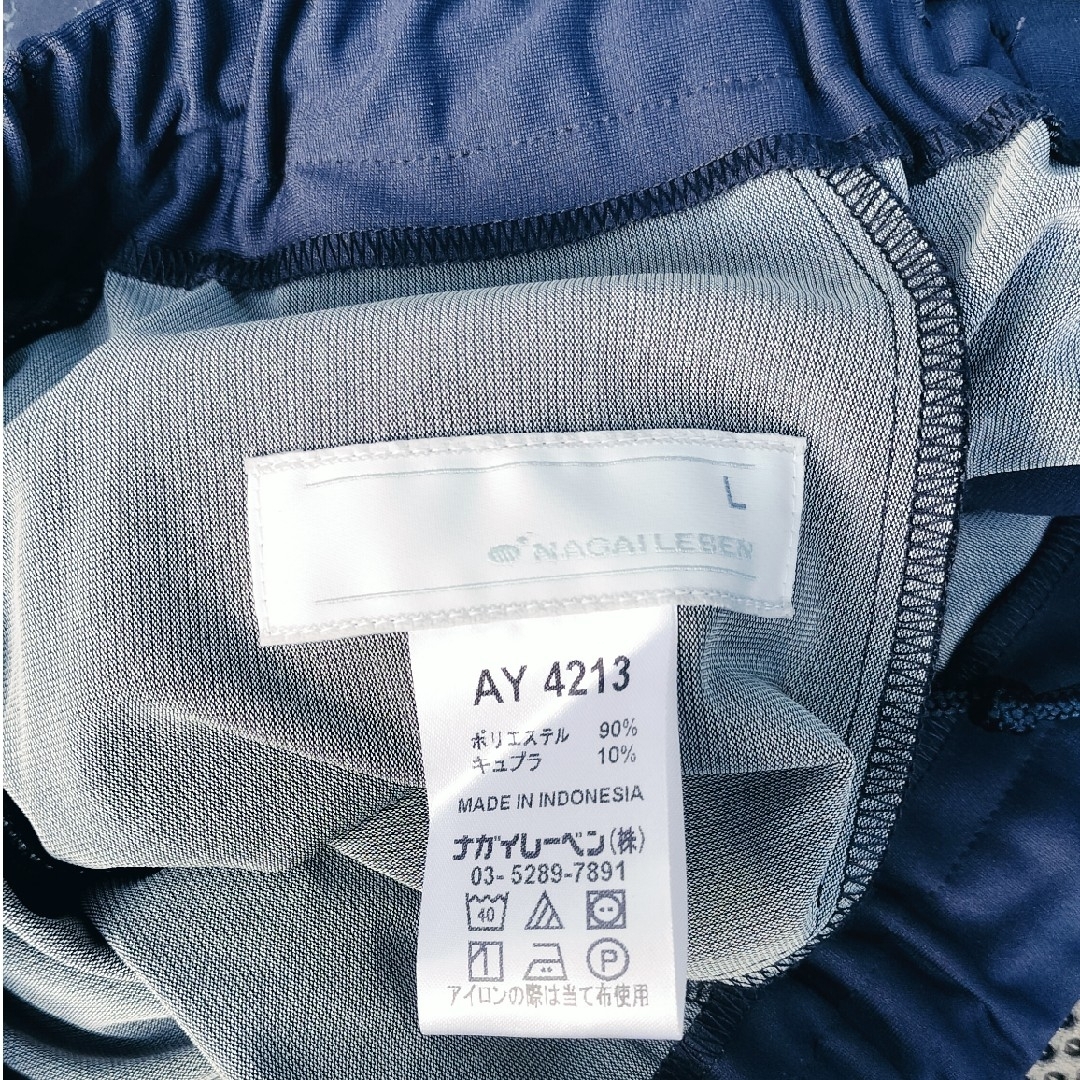 L
NAGAILEBEN
AY 4213
ポリエステル 90%
キュプラ 10%
MADE IN INDONESIA
ナガイレーベン(株)
03-5289-7891
40
P
アイロンの際は当て布使用